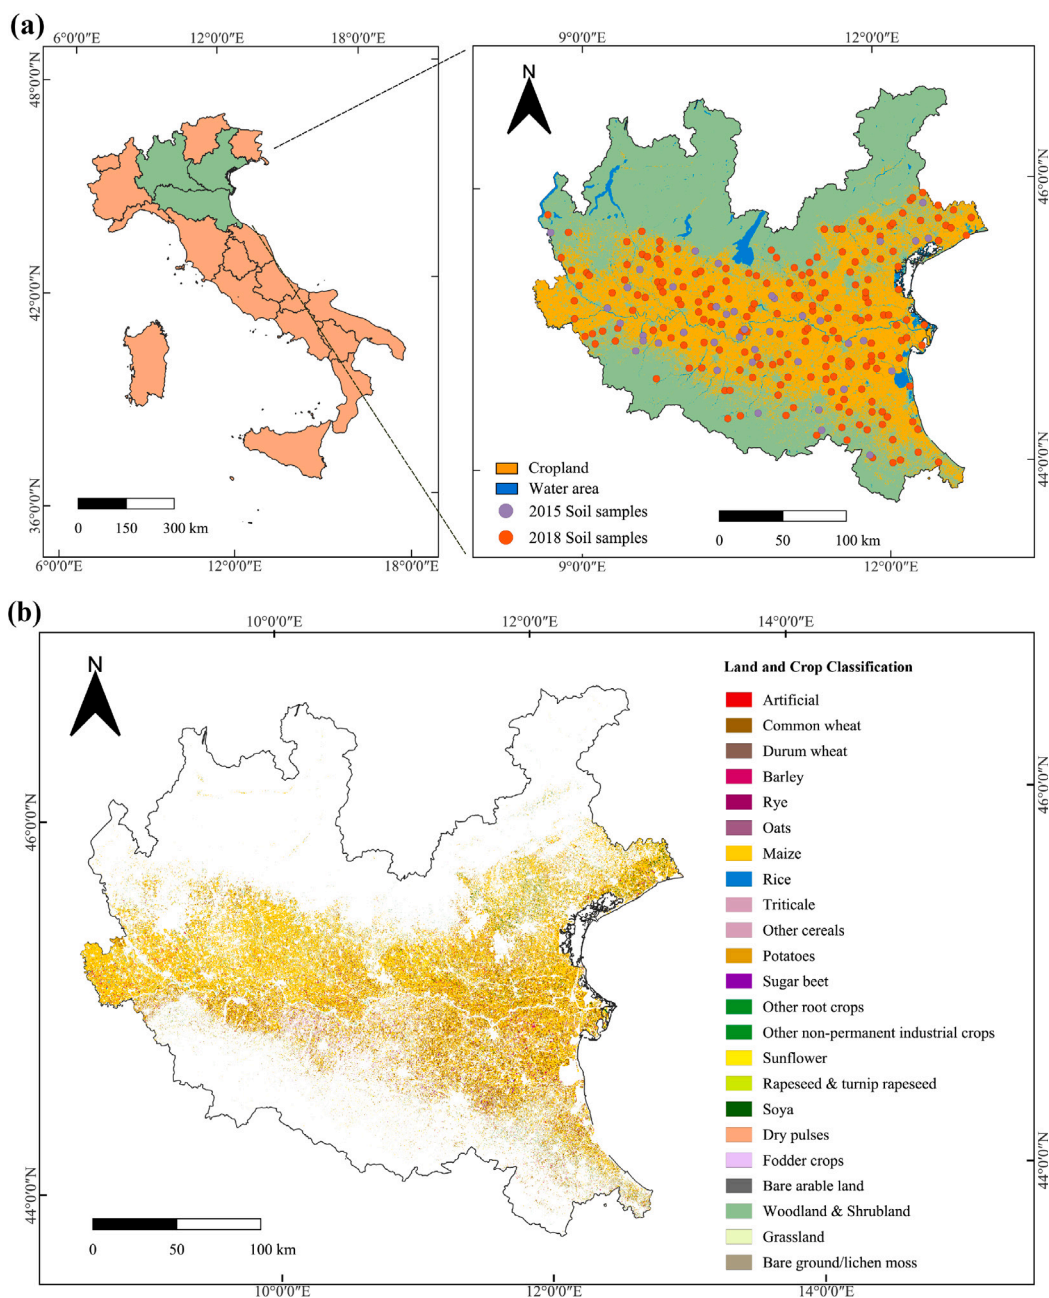 (a)
6°0'0"E
12°0'0"E
18°0'0"E
9°0'0"E
12°0'0"E
48°0'0"N
42°0'0"N
36°0'0"N
N
46°0'0"N
44°0'0"N
0 150 300 km
Cropland
Water area
2015 Soil samples
2018 Soil samples
0 50 100 km
6°0'0"E
12°0'0"E
18°0'0"E
9°0'0"E
12°0'0"E
(b)
10°0'0"E
12°0'0"E
14°0'0"E
N
46°0'0"N
44°0'0"N
46°0'0"N
44°0'0"N
Land and Crop Classification
Artificial
Common wheat
Durum wheat
Barley
Rye
Oats
Maize
Rice
Triticale
Other cereals
Potatoes
Sugar beet
Other root crops
Other non-permanent industrial crops
Sunflower
Rapeseed & turnip rapeseed
Soya
Dry pulses
Fodder crops
Bare arable land
Woodland & Shrubland
Grassland
Bare ground/lichen moss
0 50 100 km
10°0'0"E
12°0'0"E
14°0'0"E